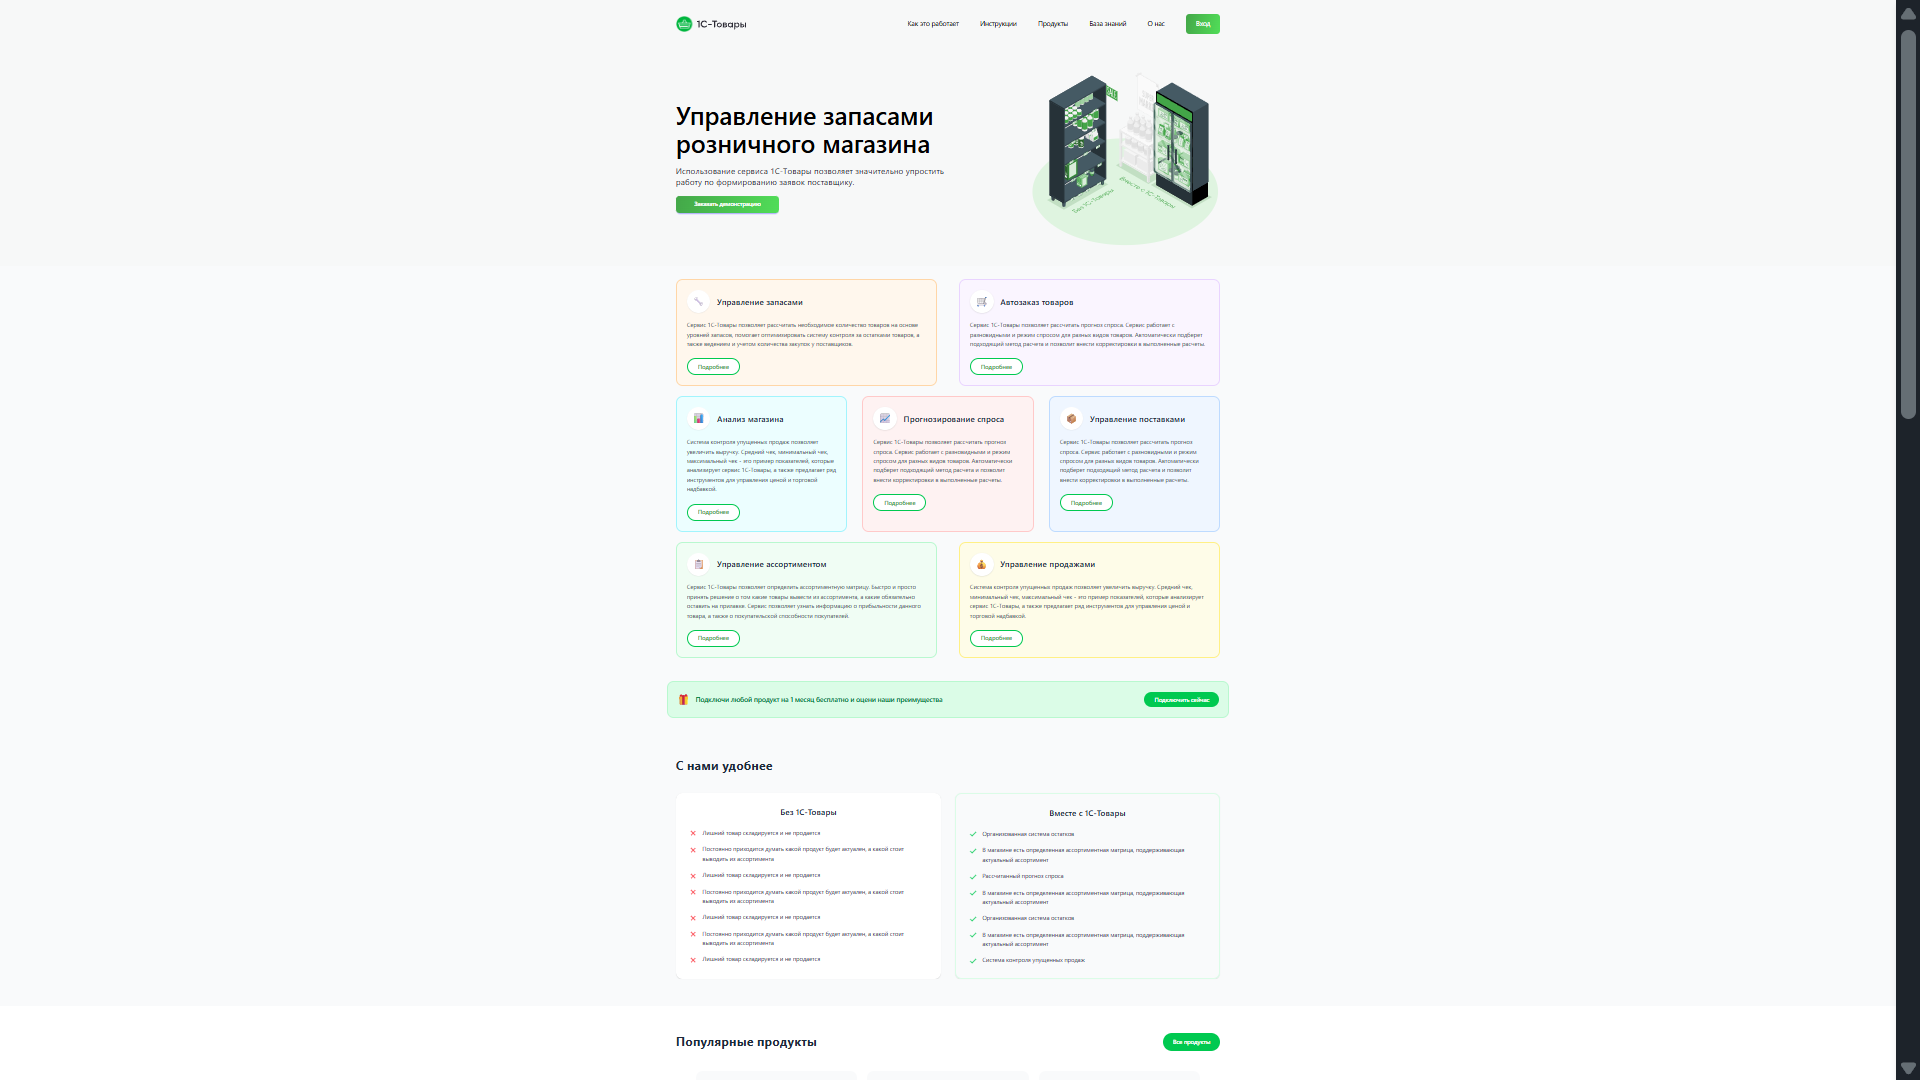 1С-Товары
Как это работает
Инструкции
Продукты
База знаний
О нас
Вход
Управление запасами
розничного магазина
Использование сервиса 1С-Товары позволяет значительно упростить
работу по формированию заявок поставщику.
Заказать демонстрацию
Без 1С-Товары
Вместе с 1С-Товары
Управление запасами
Сервис 1С-Товары позволяет рассчитать необходимое количество товаров на основе
уровней запасов, помогает оптимизировать систему контроля за остатками товаров, а
также ведением и учетом количества закупок у поставщиков.
Подробнее
Автозаказ товаров
Сервис 1С-Товары позволяет рассчитать прогноз спроса. Сервис работает с
разновидными и режим спросом для разных видов товаров. Автоматически подберет
подходящий метод расчета и позволит внести корректировки в выполненные расчеты.
Подробнее
Анализ магазина
Система контроля упущенных продаж позволяет
увеличить выручку. Средний чек, минимальный чек,
максимальный чек – это пример показателей, которые
анализирует сервис 1С-Товары, а также предлагает ряд
инструментов для управления ценой и торговой
надбавкой.
Подробнее
Прогнозирование спроса
Сервис 1С-Товары позволяет рассчитать прогноз
спроса. Сервис работает с разновидными и режим
спросом для разных видов товаров. Автоматически
подберет подходящий метод расчета и позволит
внести корректировки в выполненные расчеты.
Подробнее
Управление поставками
Сервис 1С-Товары позволяет рассчитать прогноз
спроса. Сервис работает с разновидными и режим
спросом для разных видов товаров. Автоматически
подберет подходящий метод расчета и позволит
внести корректировки в выполненные расчеты.
Подробнее
Управление ассортиментом
Сервис 1С-Товары позволяет определить ассортиментную матрицу. Быстро и просто
принять решение о том какие товары вывести из ассортимента, а какие обязательно
оставить на прилавке. Сервис позволяет узнать информацию о прибыльности данного
товара, а также о покупательской способности покупателей.
Подробнее
Управление продажами
Система контроля упущенных продаж позволяет увеличить выручку. Средний чек,
минимальный чек, максимальный чек – это пример показателей, которые анализирует
сервис 1С-Товары, а также предлагает ряд инструментов для управления ценой и
торговой надбавкой.
Подробнее
Подключи любой продукт на 1 месяц бесплатно и оцени наши преимущества
Подключить сейчас
С нами удобнее
Без 1С-Товары
Лишний товар складируется и не продается
Постоянно приходится думать какой продукт будет актуален, а какой стоит
выводить из ассортимента
Лишний товар складируется и не продается
Постоянно приходится думать какой продукт будет актуален, а какой стоит
выводить из ассортимента
Лишний товар складируется и не продается
Постоянно приходится думать какой продукт будет актуален, а какой стоит
выводить из ассортимента
Лишний товар складируется и не продается
Вместе с 1С-Товары
Организованная система остатков
В магазине есть определенная ассортиментная матрица, поддерживающая
актуальный ассортимент
Рассчитанный прогноз спроса
В магазине есть определенная ассортиментная матрица, поддерживающая
актуальный ассортимент
Организованная система остатков
В магазине есть определенная ассортиментная матрица, поддерживающая
актуальный ассортимент
Система контроля упущенных продаж
Популярные продукты
Все продукты